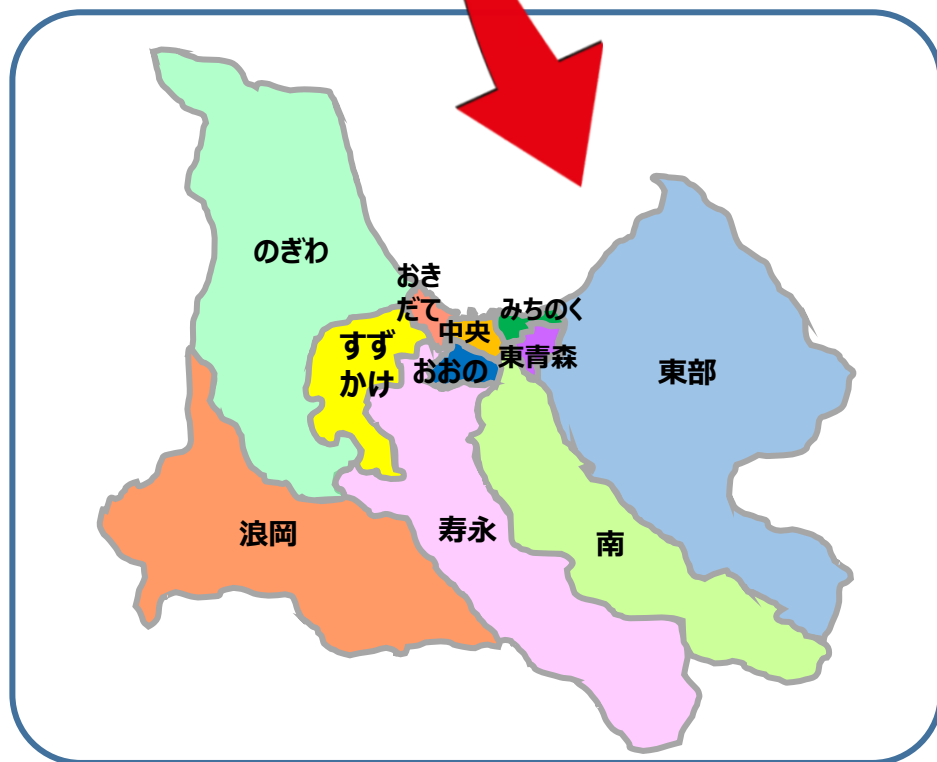 のぎわ
おき
だて
みちのく
中央
すず
かけ
おおの
東青森
東部
浪岡
寿永
南